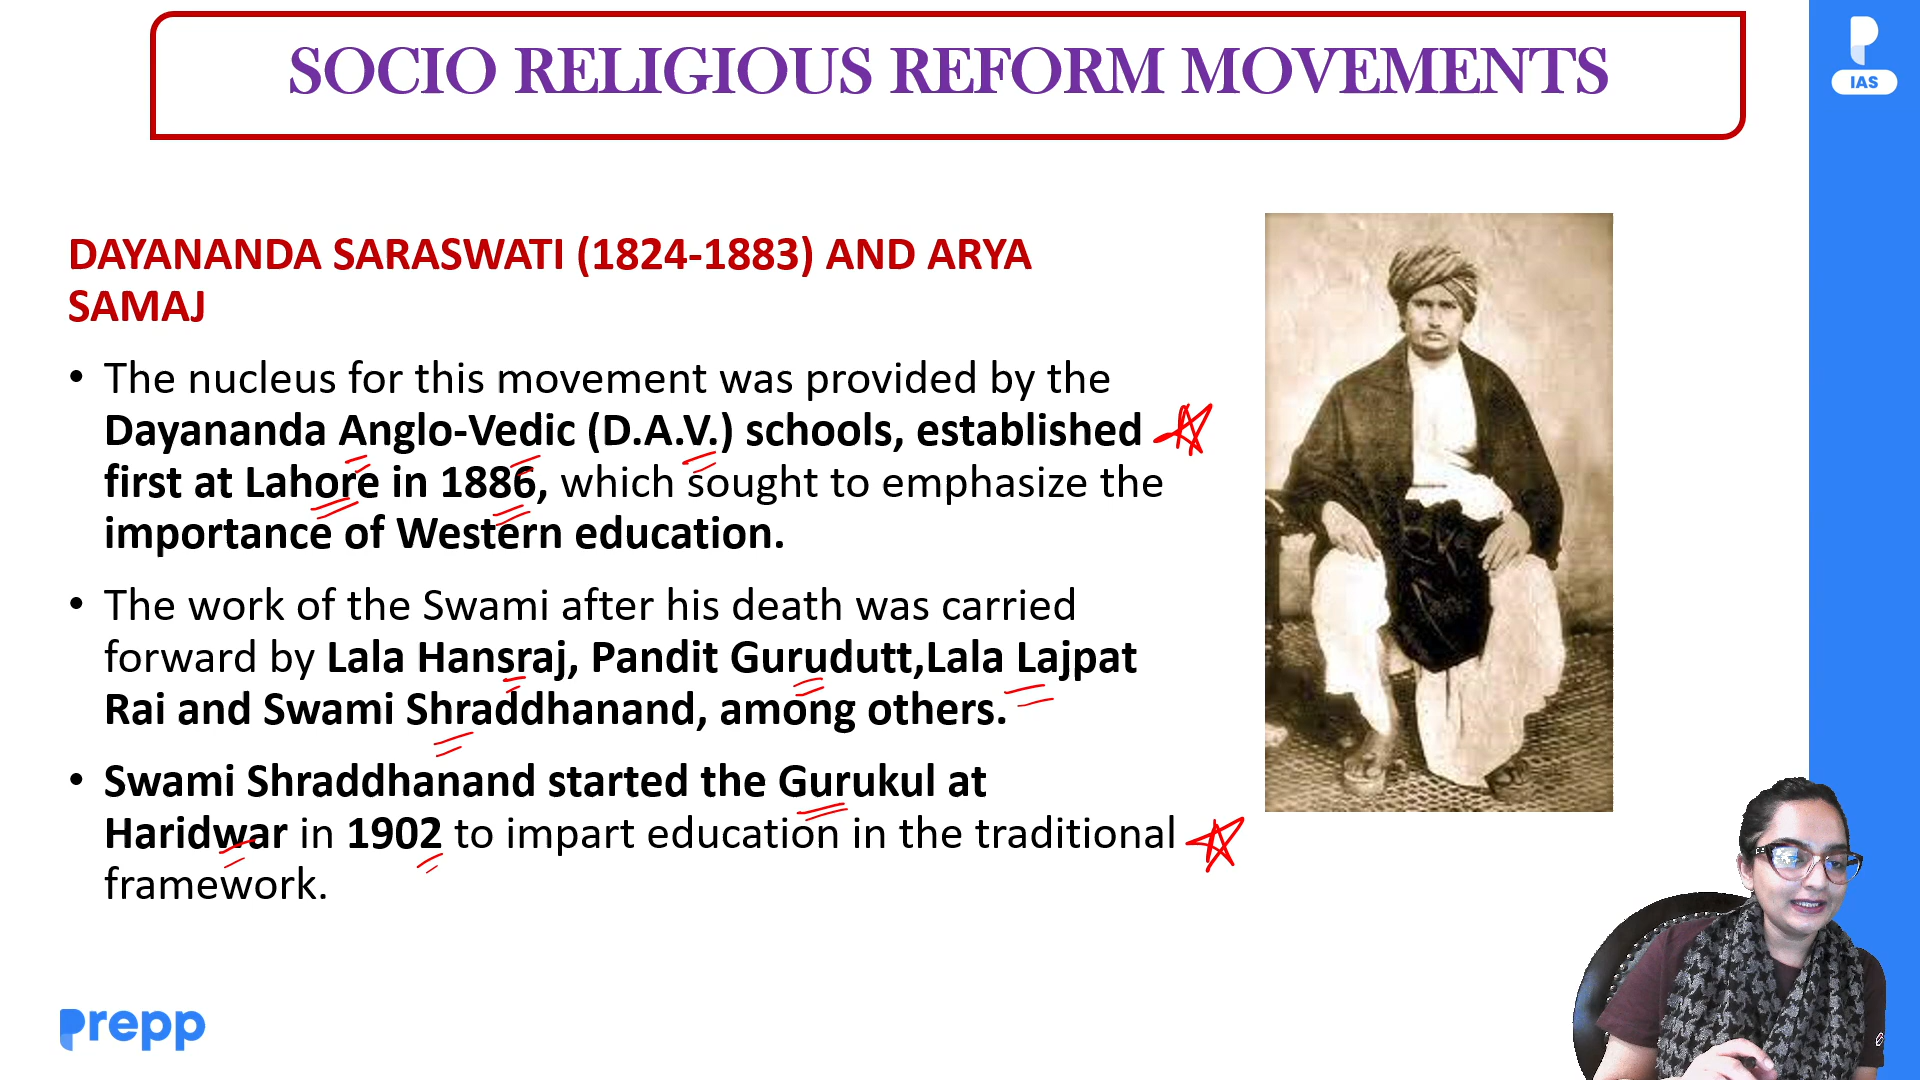 SOCIO RELIGIOUS REFORM MOVEMENTS
IAS
DAYANANDA SARASWATI (1824-1883) AND ARYA
SAMAJ
• The nucleus for this movement was provided by the
Dayananda Anglo-Vedic (D.A.V.) schools, established
first at Lahore in 1886, which sought to emphasize the
importance of Western education.
• The work of the Swami after his death was carried
forward by Lala Hansraj, Pandit Gurudutt,Lala Lajpat
Rai and Swami Shraddhanand, among others.
• Swami Shraddhanand started the Gurukul at
Haridwar in 1902 to impart education in the traditional
framework.
prepp